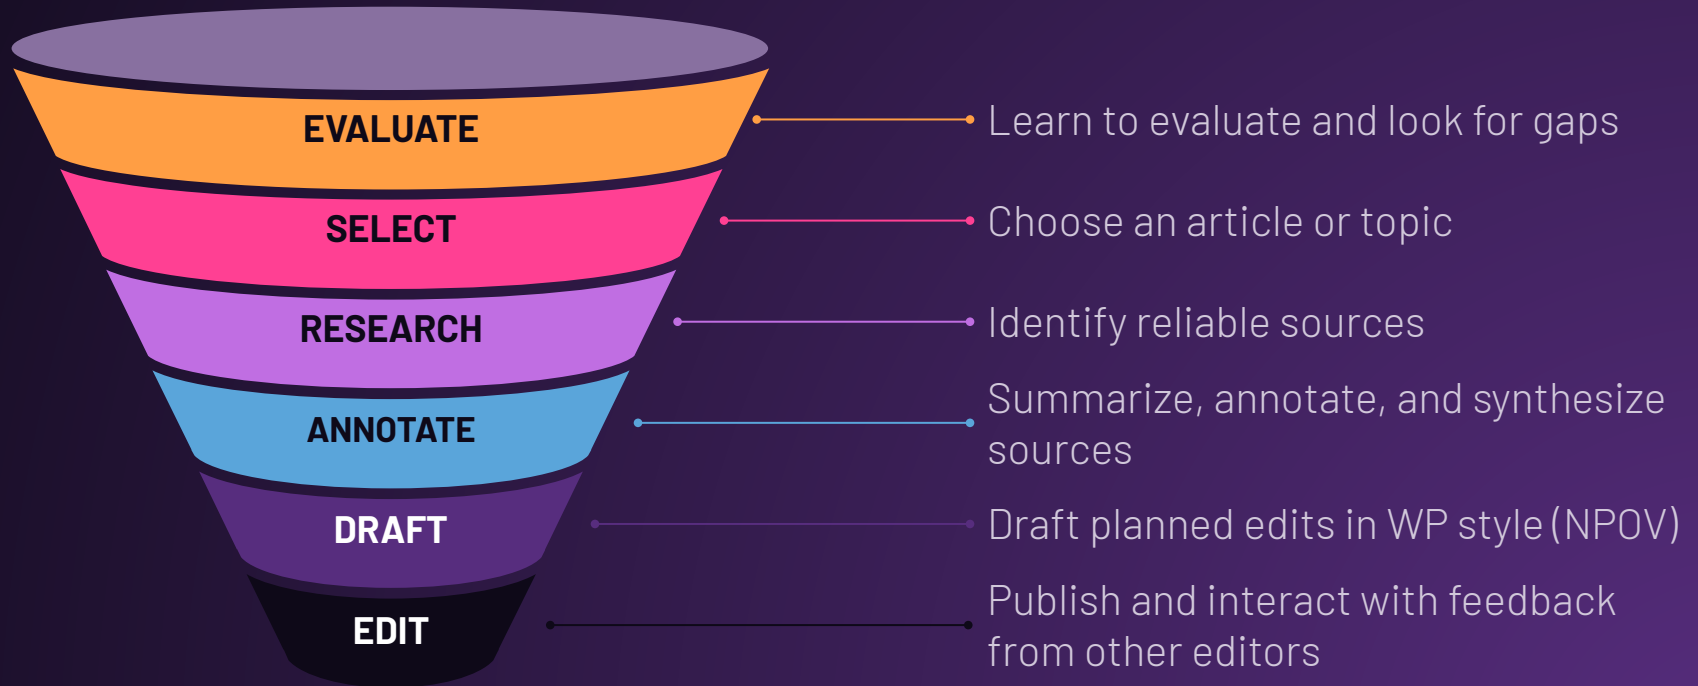 EVALUATE
Learn to evaluate and look for gaps
SELECT
Choose an article or topic
RESEARCH
Identify reliable sources
ANNOTATE
Summarize, annotate, and synthesize
sources
DRAFT
Draft planned edits in WP style (NPOV)
EDIT
Publish and interact with feedback
from other editors